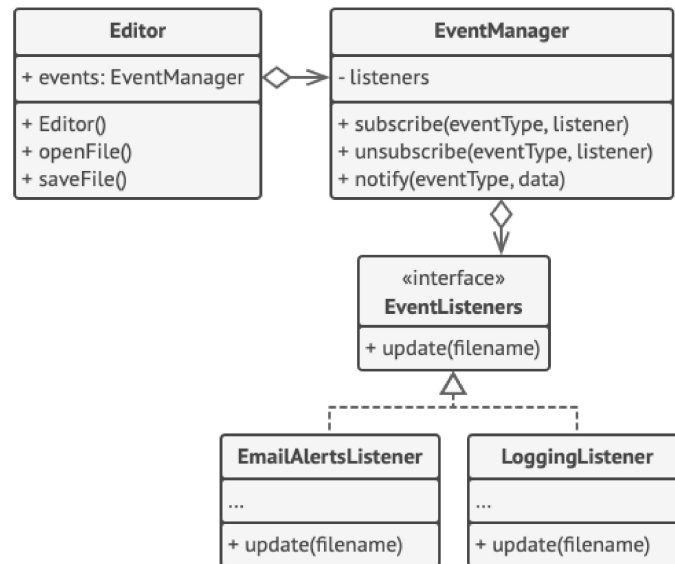 Editor
+ events: EventManager
+ Editor()
+ openFile()
+ saveFile()
EventManager
- listeners
+ subscribe(eventType, listener)
+ unsubscribe(eventType, listener)
+ notify(eventType, data)
«interface»
EventListeners
+ update(filename)
EmailAlertsListener
...
+ update(filename)
LoggingListener
...
+ update(filename)